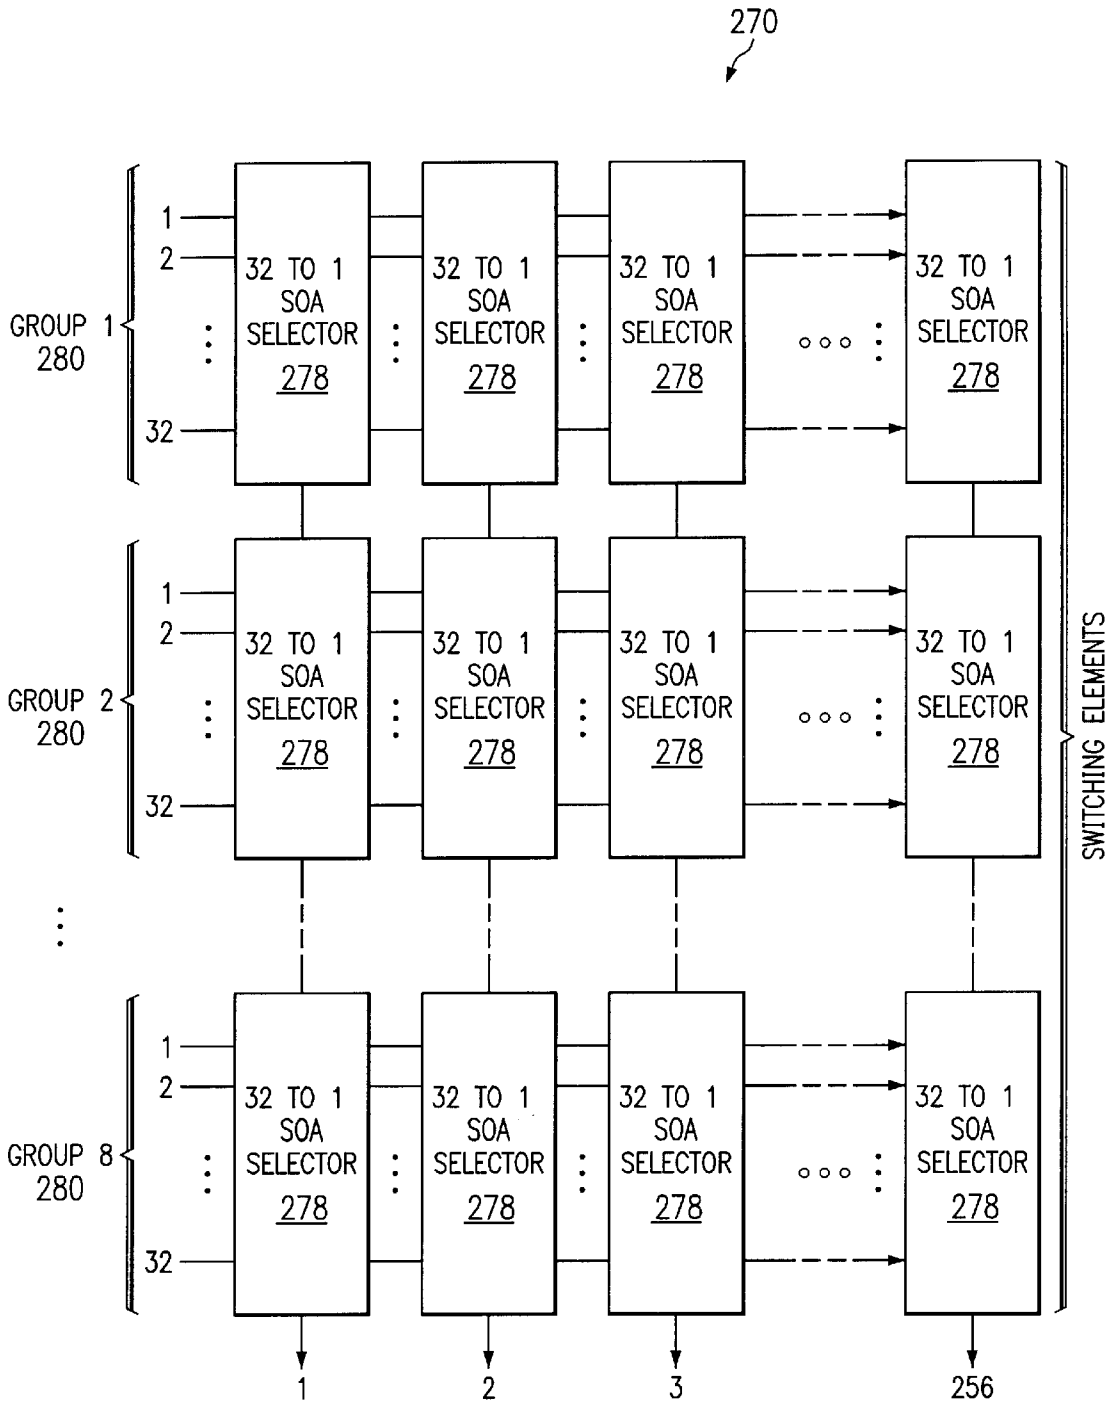 270
1
2
GROUP 1
280
32
32 TO 1
SOA
SELECTOR
278
32 TO 1
SOA
SELECTOR
278
32 TO 1
SOA
SELECTOR
278
32 TO 1
SOA
SELECTOR
278
1
2
GROUP 2
280
32
32 TO 1
SOA
SELECTOR
278
32 TO 1
SOA
SELECTOR
278
32 TO 1
SOA
SELECTOR
278
32 TO 1
SOA
SELECTOR
278
SWITCHING ELEMENTS
1
2
GROUP 8
280
32
32 TO 1
SOA
SELECTOR
278
32 TO 1
SOA
SELECTOR
278
32 TO 1
SOA
SELECTOR
278
32 TO 1
SOA
SELECTOR
278
1
2
3
256